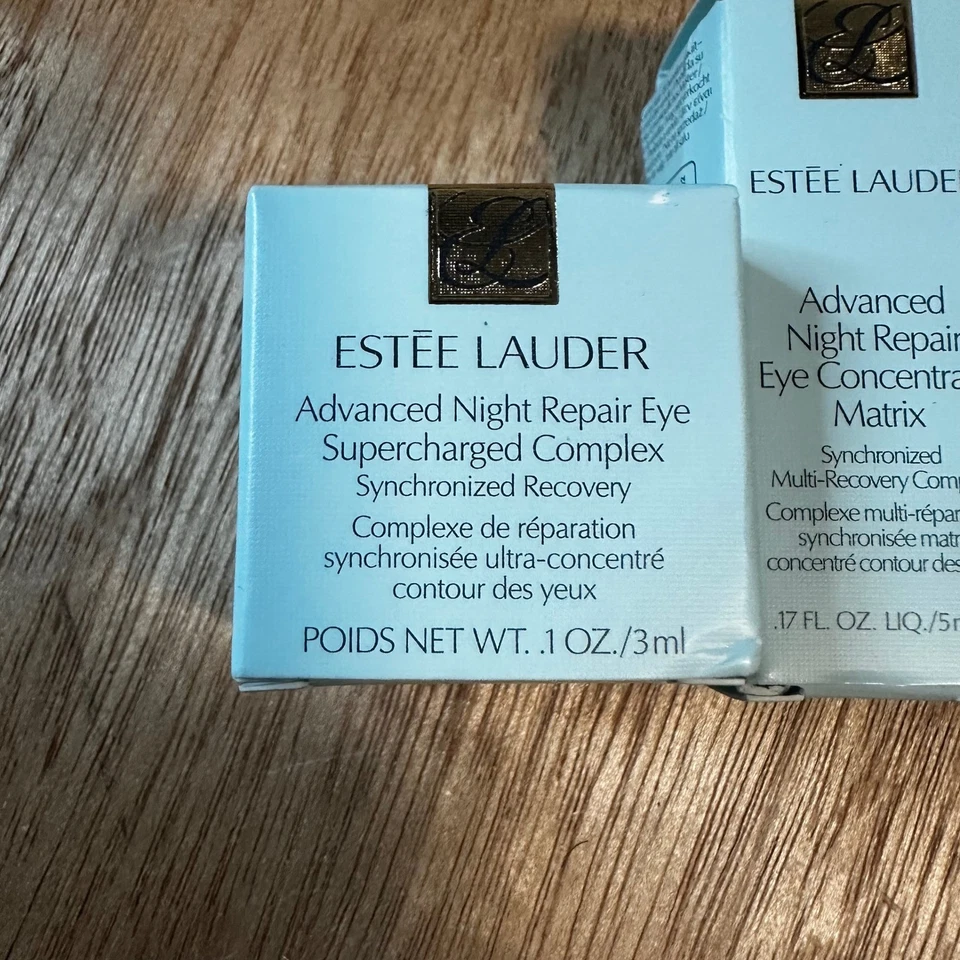 ESTĒE LAUDER
Advanced Night Repair Eye
Supercharged Complex
Synchronized Recovery
Complexe de réparation
synchronisée ultra-concentré
contour des yeux
POIDS NET WT. .1 OZ./3ml
ESTĒE LAUDE
Advanced
Night Repair
Eye Concentra
Matrix
Synchronized
Multi-Recovery Comp
Complexe multi-répar
synchronisée matr
concentré contour des
.17 FL. OZ. LIQ./5m